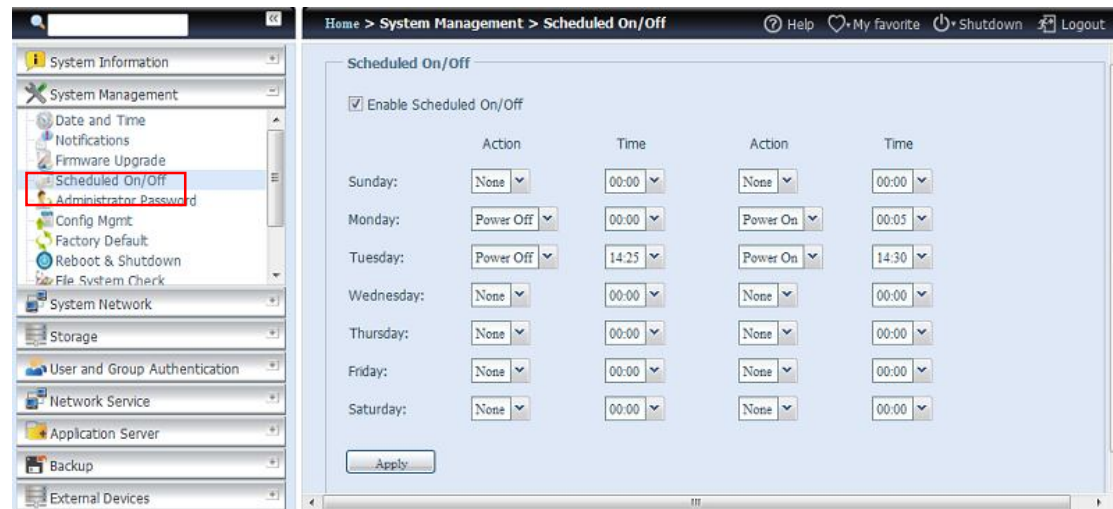 Home > System Management > Scheduled On/Off Help My favorite Shutdown Logout
System Information
System Management
Date and Time
Notifications
Firmware Upgrade
Scheduled On/Off
Administrator Password
Config Mgmt
Factory Default
Reboot & Shutdown
File System Check
System Network
Storage
User and Group Authentication
Network Service
Application Server
Backup
External Devices
Scheduled On/Off
Enable Scheduled On/Off
Action Time Action Time
Sunday: None 00:00 None 00:00
Monday: Power Off 00:00 Power On 00:05
Tuesday: Power Off 14:25 Power On 14:30
Wednesday: None 00:00 None 00:00
Thursday: None 00:00 None 00:00
Friday: None 00:00 None 00:00
Saturday: None 00:00 None 00:00
Apply